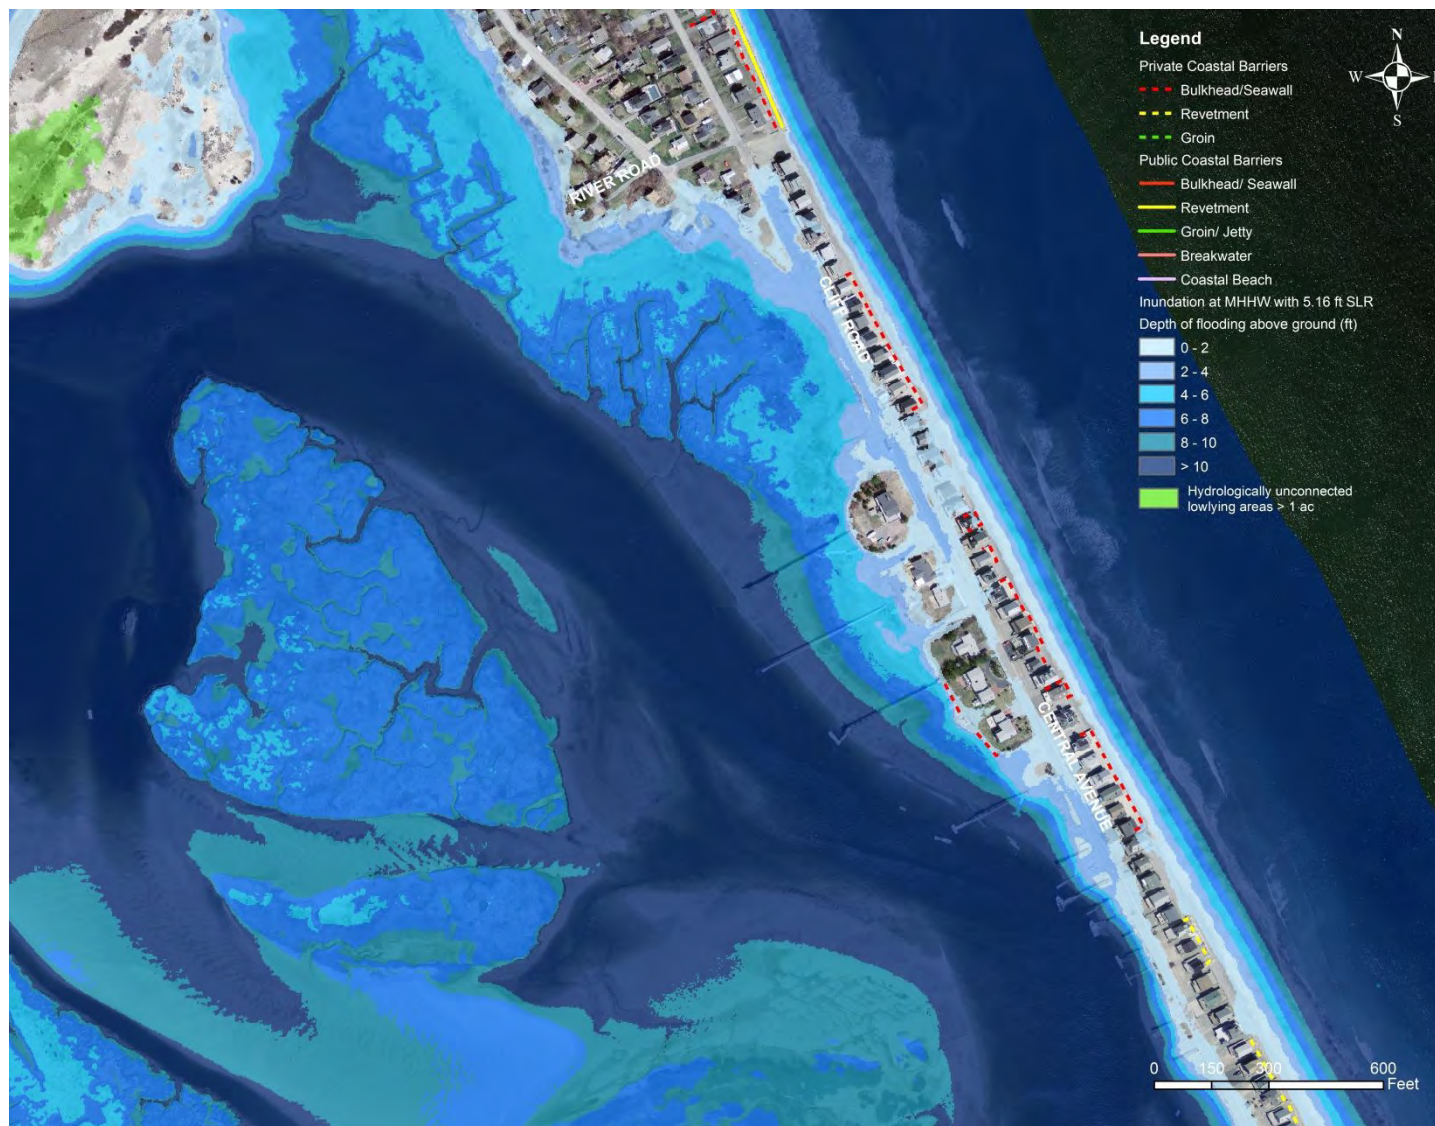 Legend
Private Coastal Barriers
Bulkhead/Seawall
Revetment
Groin
Public Coastal Barriers
Bulkhead/ Seawall
Revetment
Groin/ Jetty
Breakwater
Coastal Beach
Inundation at MHHW with 5.16 ft SLR
Depth of flooding above ground (ft)
0 - 2
2 - 4
4 - 6
6 - 8
8 - 10
> 10
Hydrologically unconnected
lowlying areas > 1 ac
N
W
S
RIVER ROAD
CLIFF ROAD
CENTRAL AVENUE
0 150 300 600
Feet